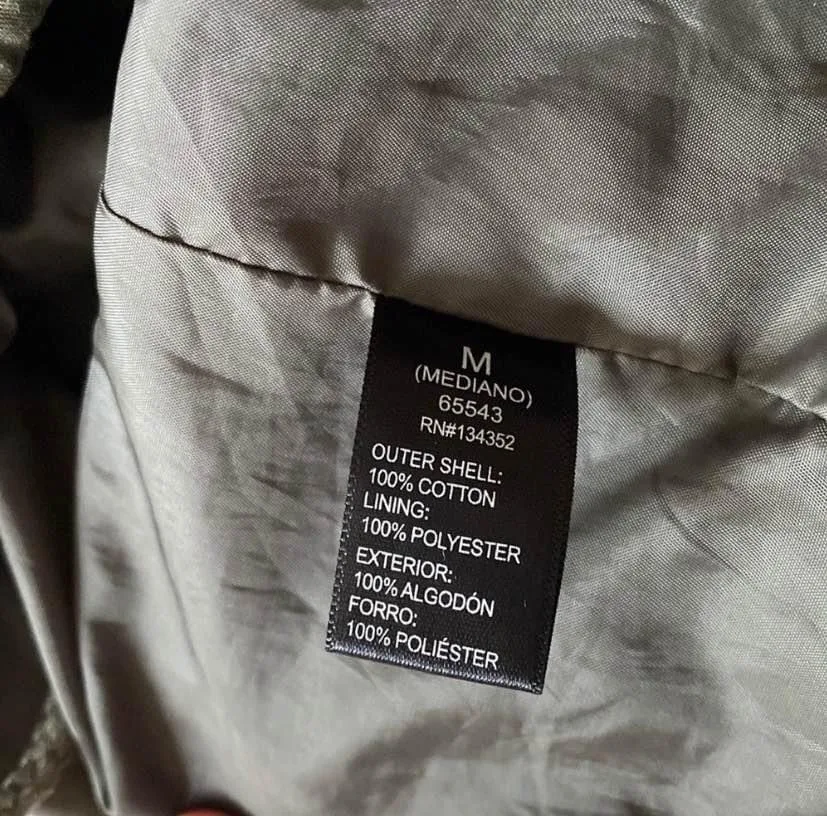 M
(MEDIANO)
65543
RN#134352
OUTER SHELL:
100% COTTON
LINING:
100% POLYESTER
EXTERIOR:
100% ALGODÓN
FORRO:
100% POLIÉSTER